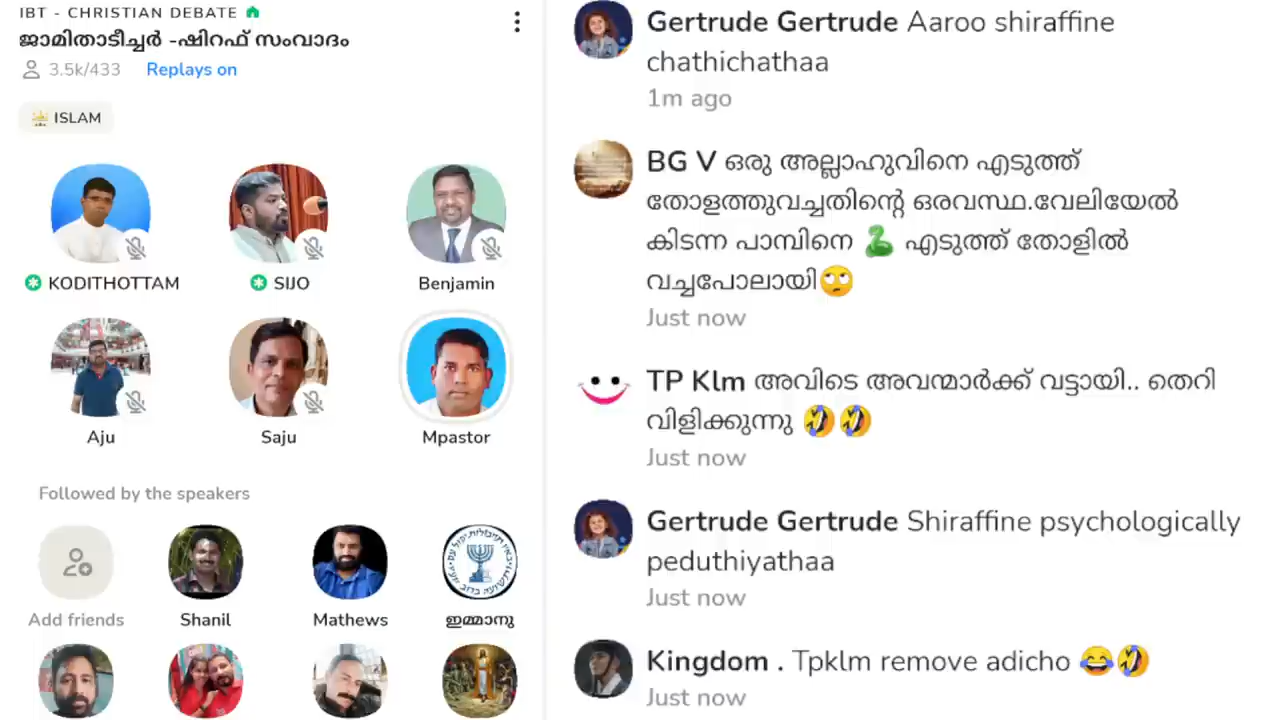 IBT - CHRISTIAN DEBATE
ജാമിതാടീച്ചർ -ഷിറഫ് സംവാദം
3.5k/433 Replays on
ISLAM
KODITHOTTAM SIJO Benjamin
Aju Saju Mpastor
Followed by the speakers
Add friends Shanil Mathews ഇമ്മാനു
Gertrude Gertrude Aaroo shiraffine
chathichathaa
1m ago
BG V ഒരു അല്ലാഹുവിനെ എടുത്ത്
തോളത്തുവച്ചതിന്റെ ഒരവസ്ഥ.വേലിയേൽ
കിടന്ന പാമ്പിനെ 🐍 എടുത്ത് തോളിൽ
വച്ചപോലായി🙄
Just now
TP Klm അവിടെ അവന്മാർക്ക് വട്ടായി.. തെറി
വിളിക്കുന്നു 🤣🤣
Just now
Gertrude Gertrude Shiraffine psychologically
peduthiyathaa
Just now
Kingdom . Tpklm remove adicho 😂🤣
Just now